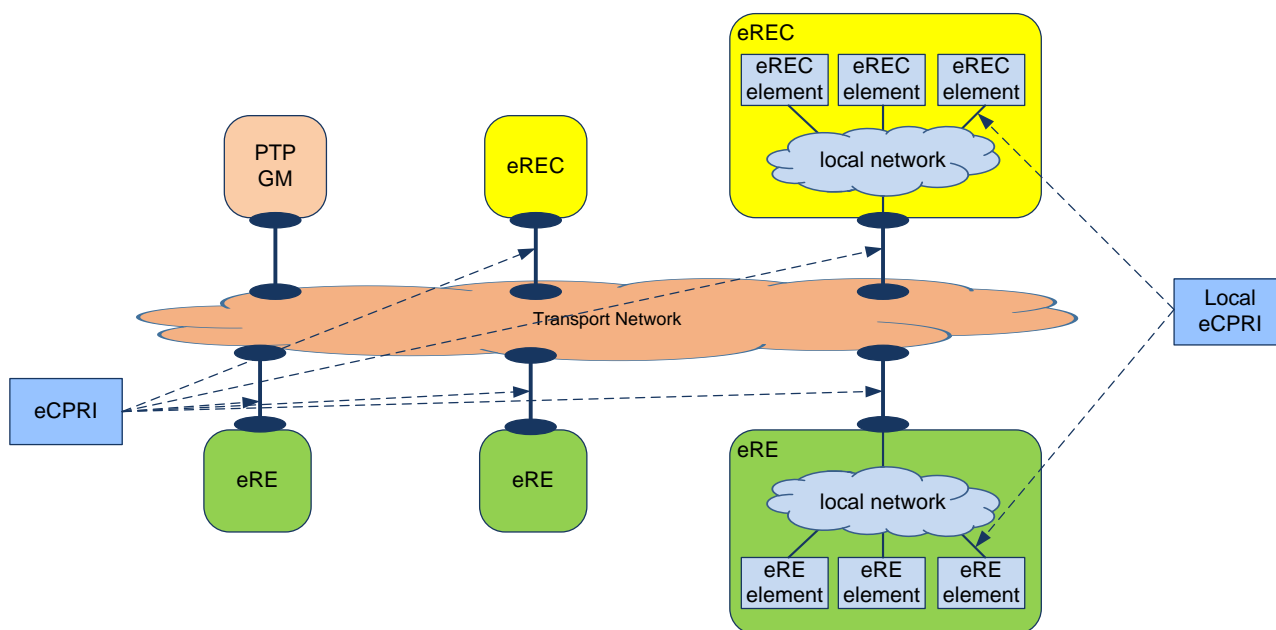 eREC
eREC
element
eREC
element
eREC
element
local network
PTP
GM
eREC
Transport Network
Local
eCPRI
eCPRI
eRE
eRE
eRE
local network
eRE
element
eRE
element
eRE
element